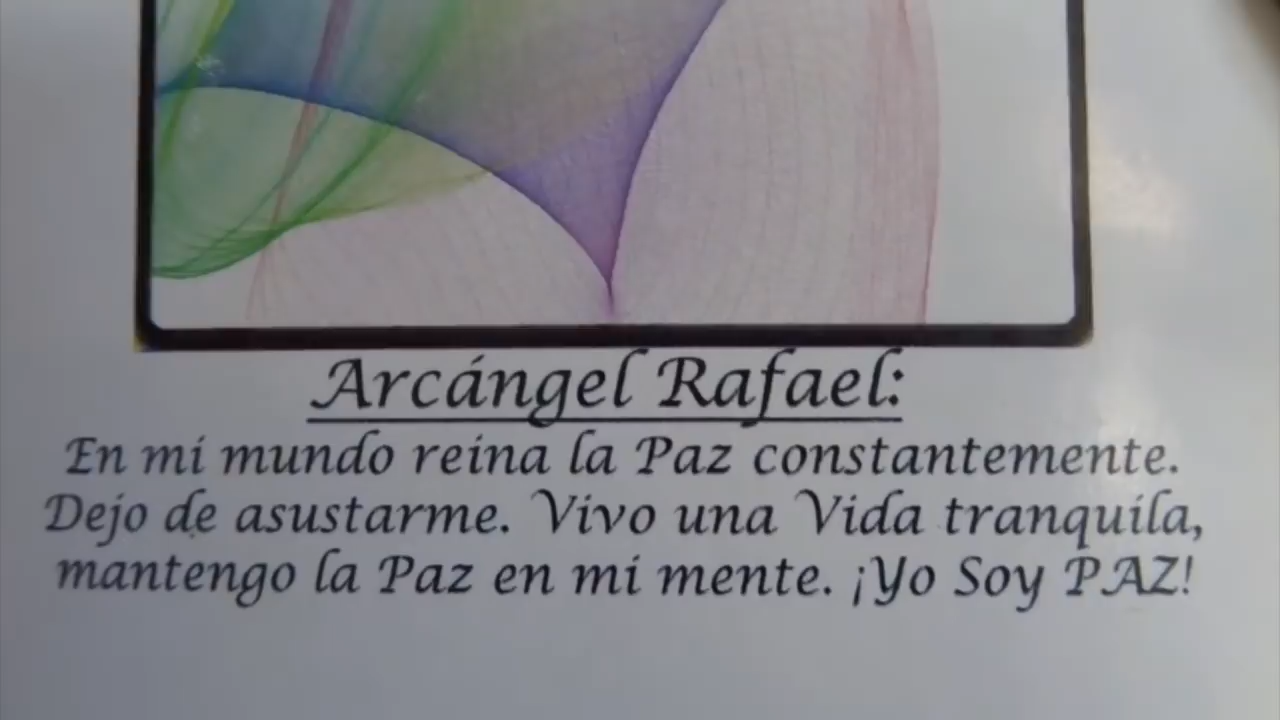 Arcángel Rafael:
En mi mundo reina la Paz constantemente.
Dejo de asustarme. Vivo una Vida tranquila,
mantengo la Paz en mi mente. ¡Yo Soy PAZ!